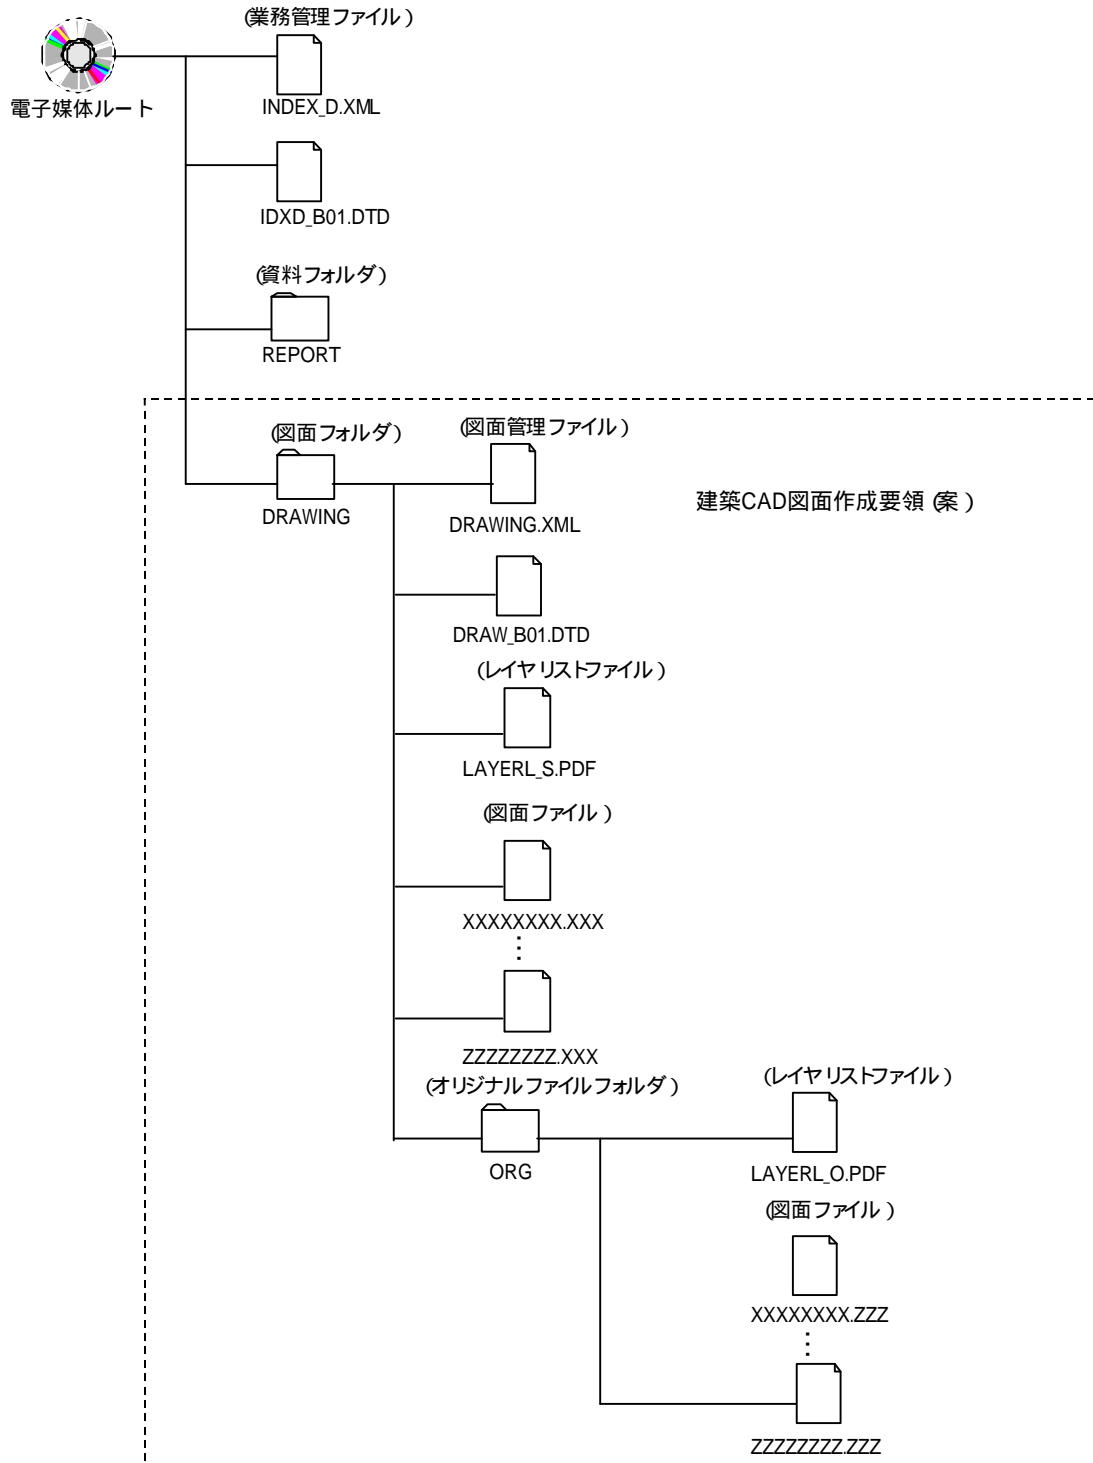 (業務管理ファイル)
INDEX_D.XML
電子媒体ルート
IDXD_B01.DTD
(資料フォルダ)
REPORT
(図面フォルダ)
DRAWING
(図面管理ファイル)
DRAWING.XML
建築CAD図面作成要領(案)
DRAW_B01.DTD
(レイヤリストファイル)
LAYERL_S.PDF
(図面ファイル)
XXXXXXXX.XXX
ZZZZZZZZ.XXX
(オリジナルファイルフォルダ)
ORG
(レイヤリストファイル)
LAYERL_O.PDF
(図面ファイル)
XXXXXXXX.ZZZ
ZZZZZZZZ.ZZZ